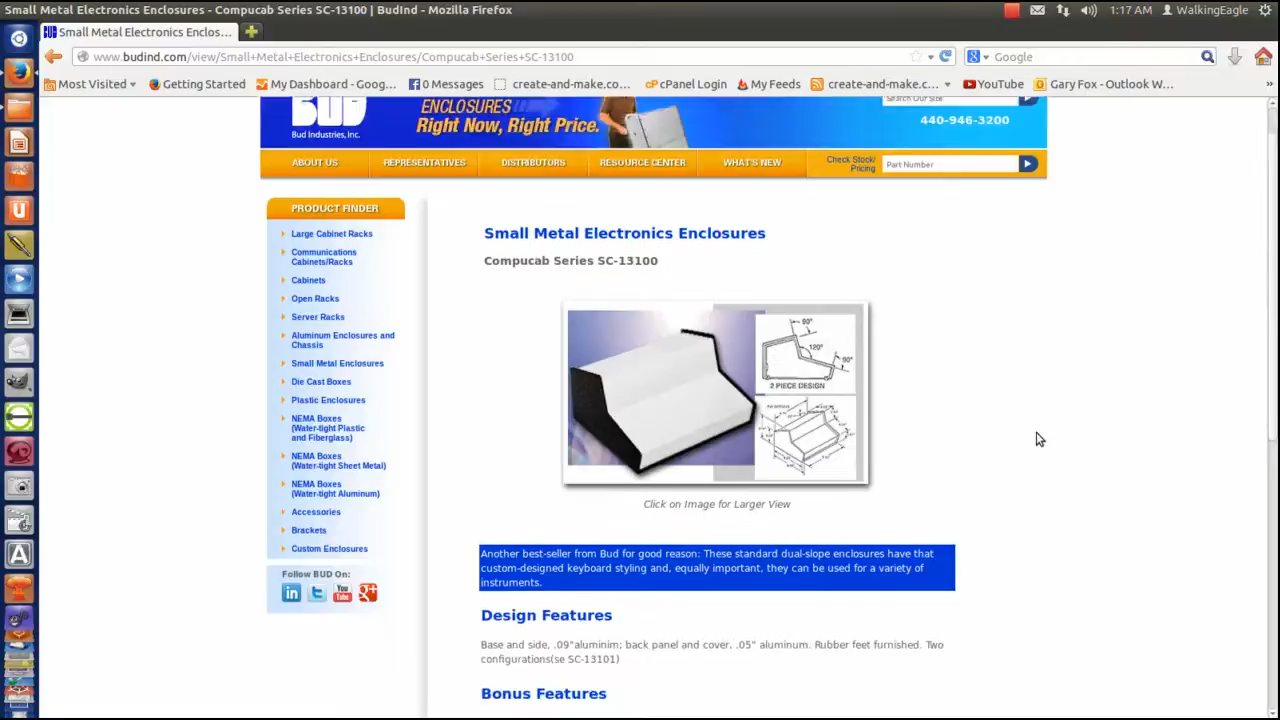 Small Metal Electronics Enclosures - Compucab Series SC-13100 | BudInd - Mozilla Firefox
1:17 AM
WalkingEagle
Small Metal Electronics Enclos...
www.budind.com/view/Small+Metal+Electronics+Enclosures/Compucab+Series+SC-13100
Google
Most Visited
Getting Started
My Dashboard - Goog...
0 Messages
create-and-make.co...
cPanel Login
My Feeds
create-and-make.c...
YouTube
Gary Fox - Outlook W...
BUD
Bud Industries, inc.
ENCLOSURES
Right Now, Right Price.
Search Our Site
440-946-3200
ABOUT US
REPRESENTATIVES
DISTRIBUTORS
RESOURCE CENTER
WHAT'S NEW
Check Stock/
Pricing
Part Number
PRODUCT FINDER
Large Cabinet Racks
Communications
Cabinets/Racks
Cabinets
Open Racks
Server Racks
Aluminum Enclosures and
Chassis
Small Metal Enclosures
Die Cast Boxes
Plastic Enclosures
NEMA Boxes
(Water-tight Plastic
and Fiberglass)
NEMA Boxes
(Water-tight Sheet Metal)
NEMA Boxes
(Water-tight Aluminum)
Accessories
Brackets
Custom Enclosures
Follow BUD On:
Small Metal Electronics Enclosures
Compucab Series SC-13100
90°
120°
90°
2 PIECE DESIGN
Click on Image for Larger View
Another best-seller from Bud for good reason: These standard dual-slope enclosures have that
custom-designed keyboard styling and, equally important, they can be used for a variety of
instruments.
Design Features
Base and side, .09"aluminim; back panel and cover, .05" aluminum. Rubber feet furnished. Two
configurations(se SC-13101)
Bonus Features